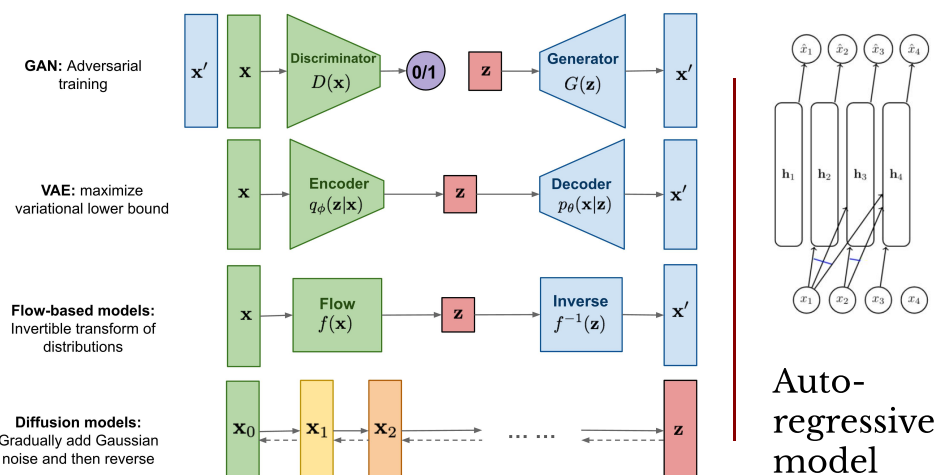 GAN: Adversarial
training
x′
x
Discriminator
D(x)
0/1
z
Generator
G(z)
x′
VAE: maximize
variational lower bound
x
Encoder
qϕ(z|x)
z
Decoder
pθ(x|z)
x′
Flow-based models:
Invertible transform of
distributions
x
Flow
f(x)
z
Inverse
f⁻¹(z)
x′
Diffusion models:
Gradually add Gaussian
noise and then reverse
x₀
x₁
x₂
... ...
z
x̂₁ x̂₂ x̂₃ x̂₄
h₁ h₂ h₃ h₄
x₁ x₂ x₃ x₄
Auto-
regressive
model